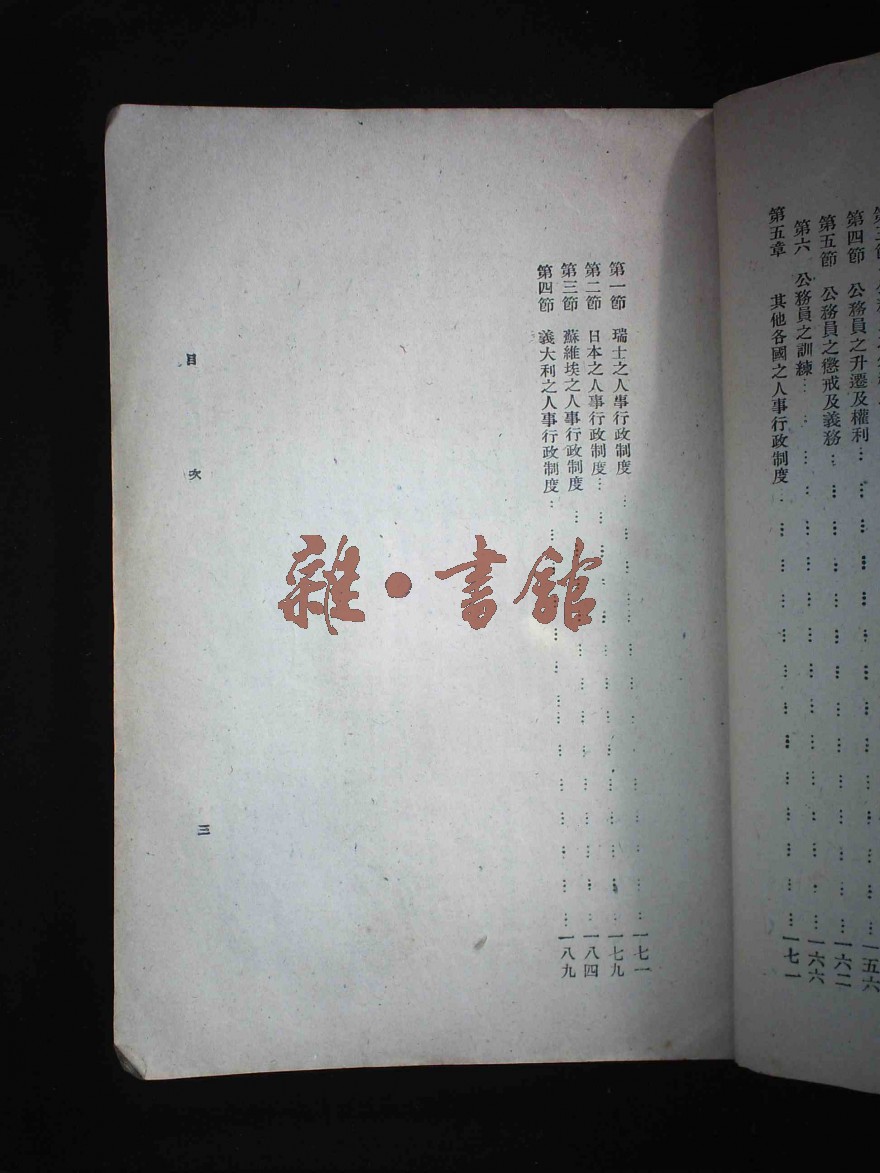 第四節 公務員之升遷及權利……一五六
第五節 公務員之懲戒及義務……一六二
第六 公務員之訓練……一六六
第五章 其他各國之人事行政制度……一七一
第一節 瑞士之人事行政制度……一七一
第二節 日本之人事行政制度……一七九
第三節 蘇維埃之人事行政制度……一八四
第四節 義大利之人事行政制度……一八九
目 次
三
雜·書館